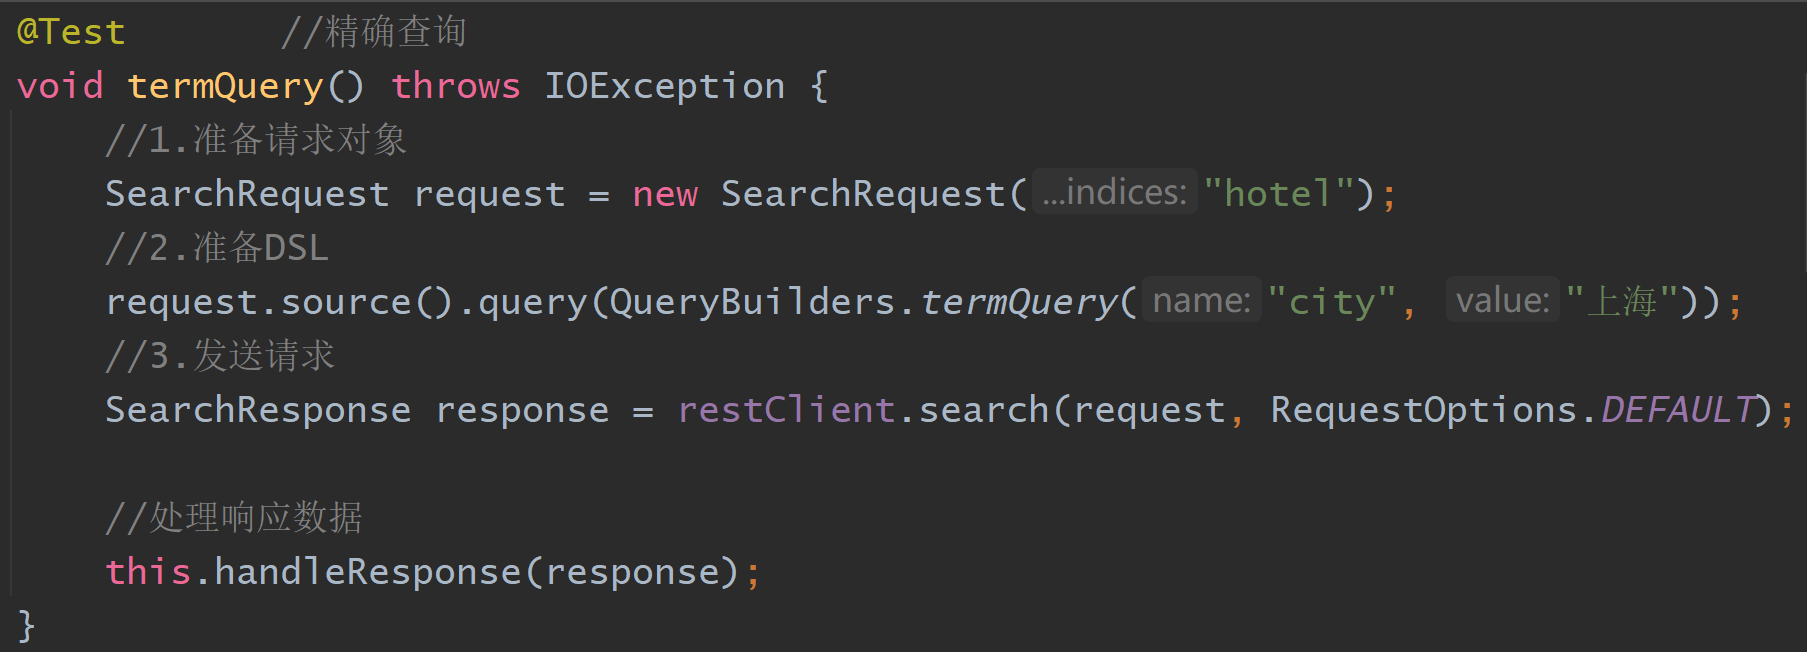 @Test //精确查询
void termQuery() throws IOException {
//1.准备请求对象
SearchRequest request = new SearchRequest(...indices: "hotel");
//2.准备DSL
request.source().query(QueryBuilders.termQuery(name: "city", value: "上海"));
//3.发送请求
SearchResponse response = restClient.search(request, RequestOptions.DEFAULT);
//处理响应数据
this.handleResponse(response);
}